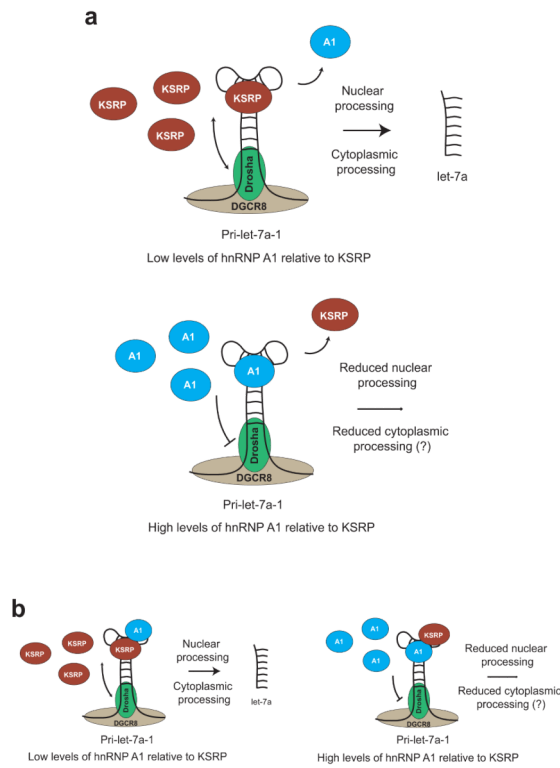 a
A1
KSRP
KSRP
KSRP
KSRP
Nuclear
processing
Cytoplasmic
processing
let-7a
Drosha
DGCR8
Pri-let-7a-1
Low levels of hnRNP A1 relative to KSRP
KSRP
A1
A1
A1
A1
Reduced nuclear
processing
Reduced cytoplasmic
processing (?)
Drosha
DGCR8
Pri-let-7a-1
High levels of hnRNP A1 relative to KSRP
b
A1
KSRP
KSRP
KSRP
KSRP
Nuclear
processing
Cytoplasmic
processing
let-7a
Drosha
DGCR8
Pri-let-7a-1
Low levels of hnRNP A1 relative to KSRP
A1
A1
A1
KSRP
A1
Reduced nuclear
processing
Reduced cytoplasmic
processing (?)
Drosha
DGCR8
Pri-let-7a-1
High levels of hnRNP A1 relative to KSRP